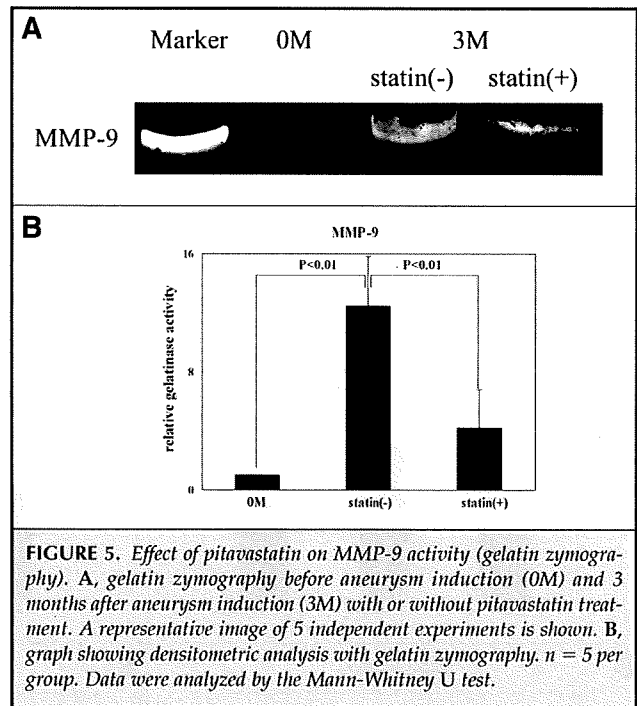 A
Marker 0M 3M
statin(-) statin(+)
MMP-9
B
MMP-9
16
P<0.01 P<0.01
8
relative gelatinase activity
0
0M statin(-) statin(+)
FIGURE 5. Effect of pitavastatin on MMP-9 activity (gelatin zymogra-
phy). A, gelatin zymography before aneurysm induction (0M) and 3
months after aneurysm induction (3M) with or without pitavastatin treat-
ment. A representative image of 5 independent experiments is shown. B,
graph showing densitometric analysis with gelatin zymography. n = 5 per
group. Data were analyzed by the Mann-Whitney U test.